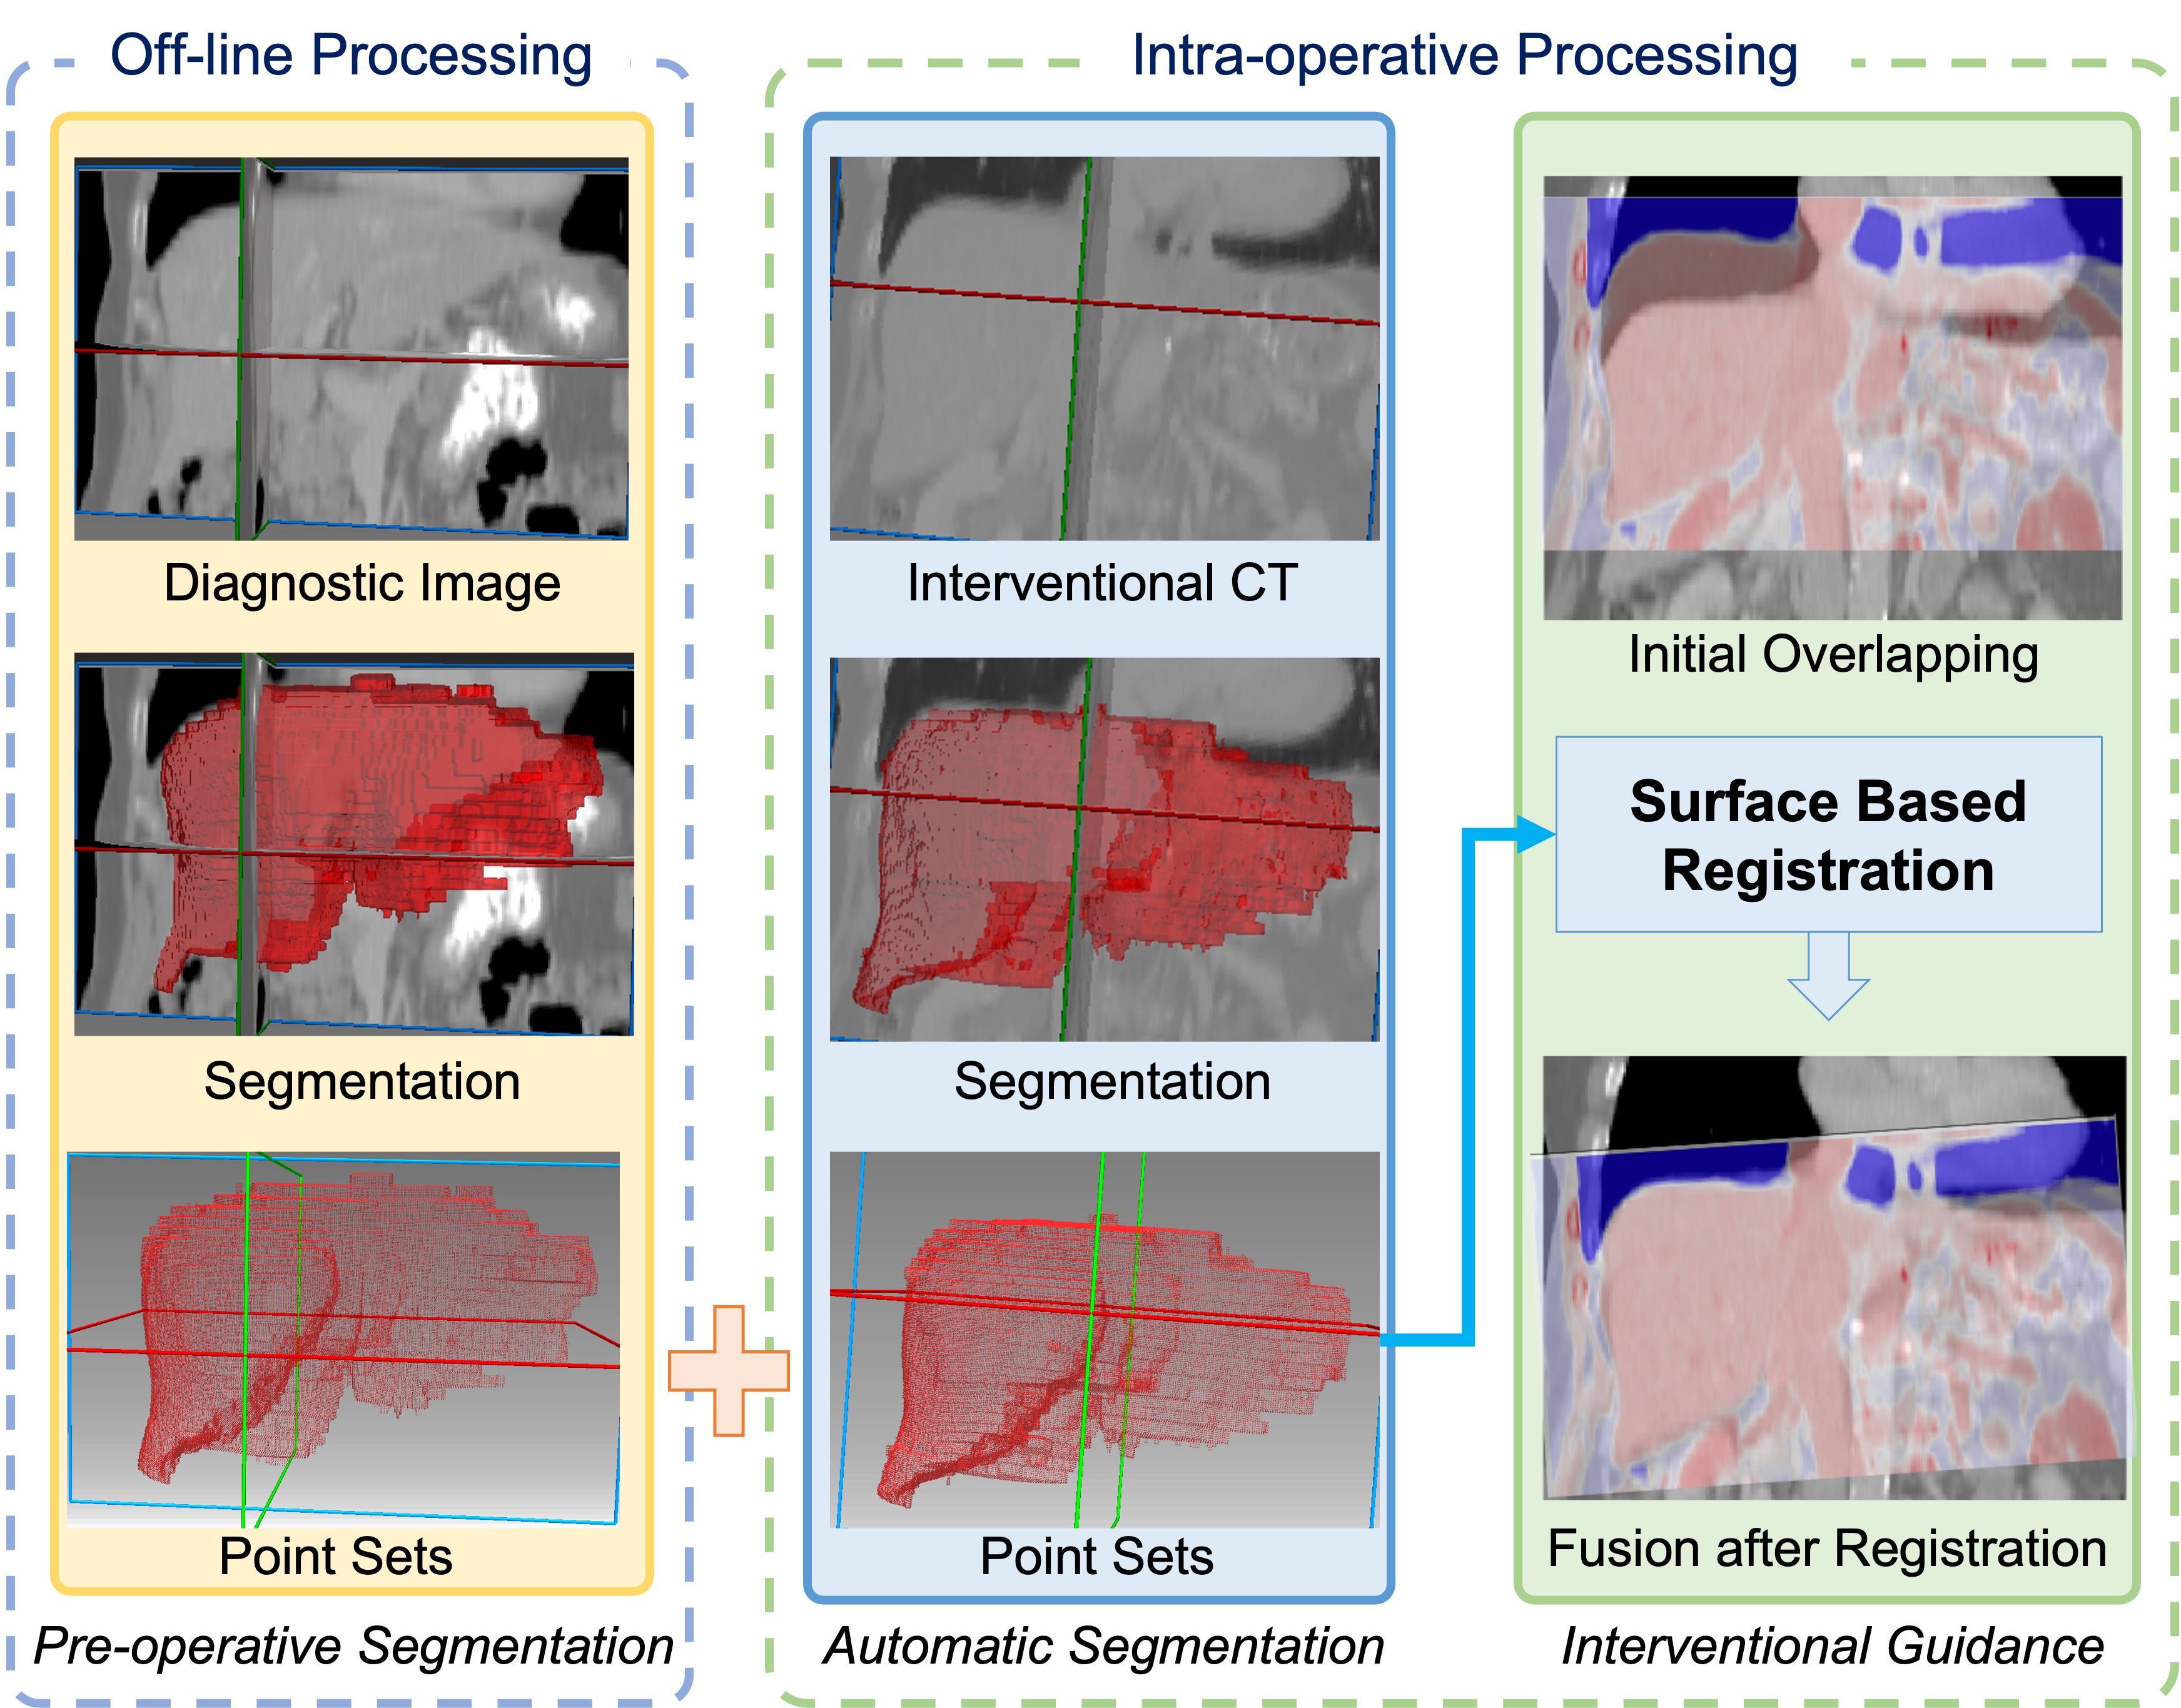 Off-line Processing
Intra-operative Processing
Diagnostic Image
Segmentation
Point Sets
Pre-operative Segmentation
Interventional CT
Segmentation
Point Sets
Automatic Segmentation
Initial Overlapping
Surface Based
Registration
Fusion after Registration
Interventional Guidance